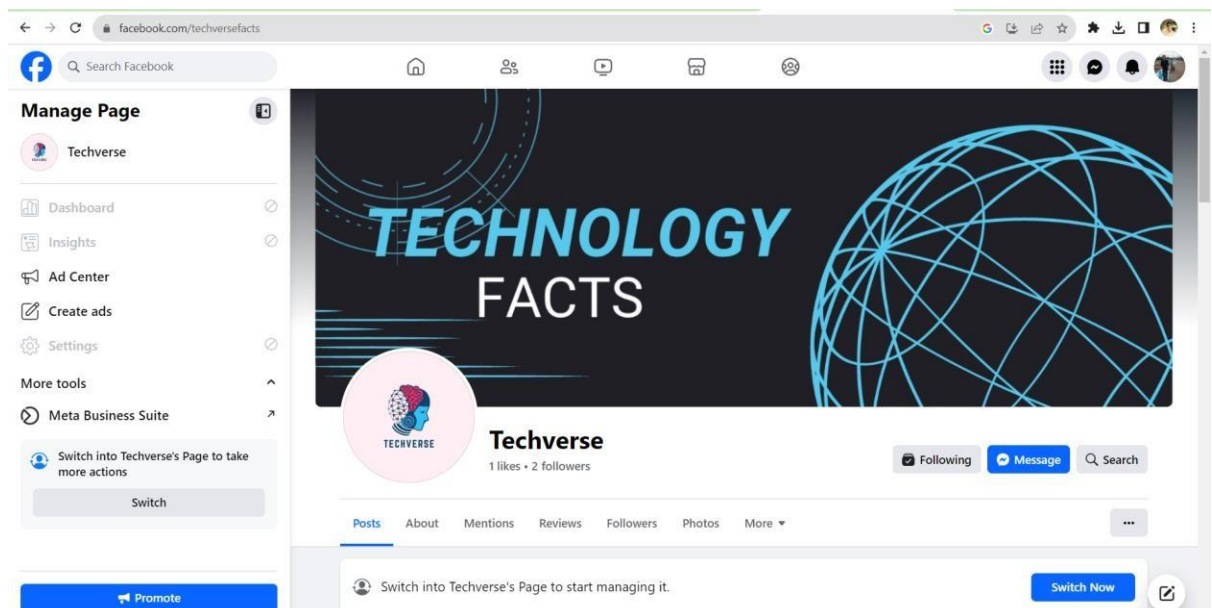 facebook.com/techversefacts
Search Facebook
Manage Page
Techverse
Dashboard
Insights
Ad Center
Create ads
Settings
More tools
Meta Business Suite
Switch into Techverse's Page to take
more actions
Switch
Promote
TECHNOLOGY
FACTS
TECHVERSE
Techverse
1 likes • 2 followers
Following
Message
Search
Posts About Mentions Reviews Followers Photos More
Switch into Techverse's Page to start managing it.
Switch Now